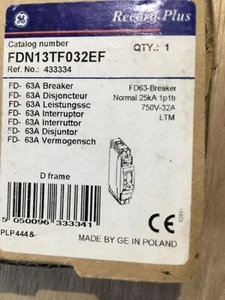 GE Record Plus
Catalog number QTY.: 1
FDN13TF032EF
Ref. No.: 433334
FD- 63A Breaker
FD- 63A Disjoncteur
FD- 63A Leistungssc
FD- 63A Interruptor
FD- 63A Interruttor
FD- 63A Disjuntor
FD- 63A Vermogensch
FD63-Breaker
Normal 25kA 1p1tr
750V-32A
LTM
D frame
5 050096 333341
PLP444&
MADE BY GE IN POLAND